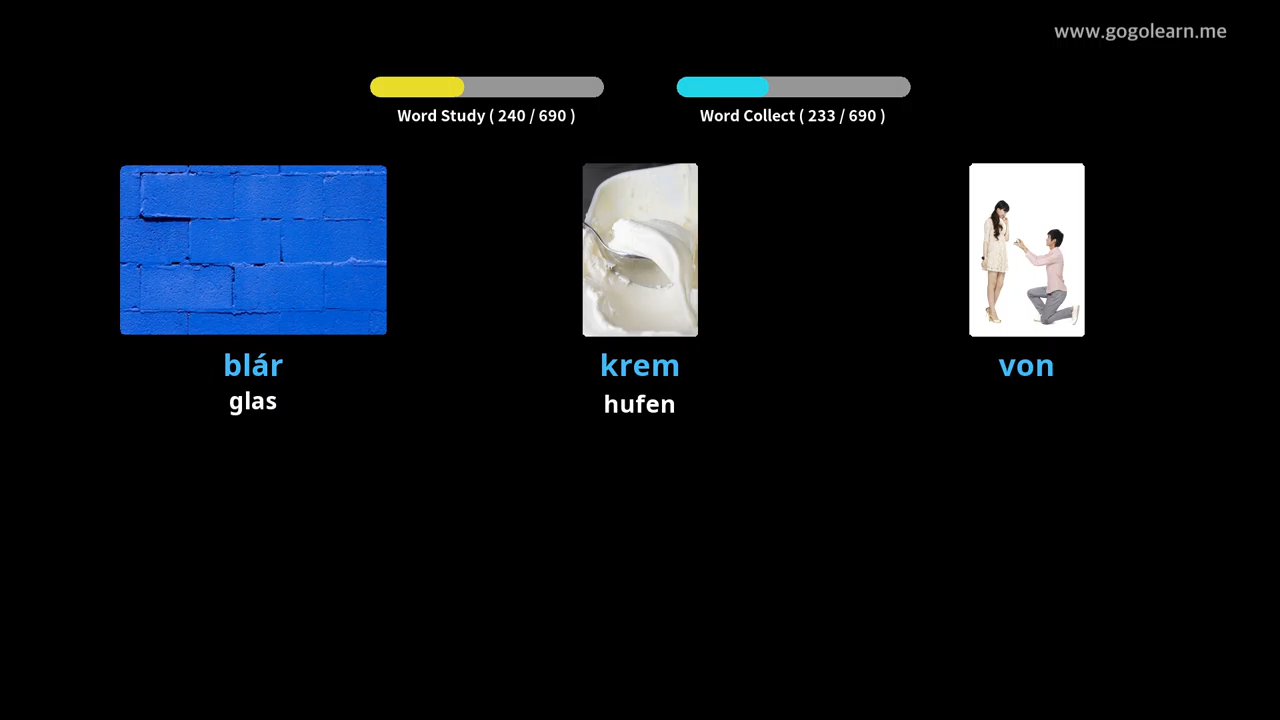 www.gogolearn.me
Word Study ( 240 / 690 )
Word Collect ( 233 / 690 )
blár
glas
krem
hufen
von